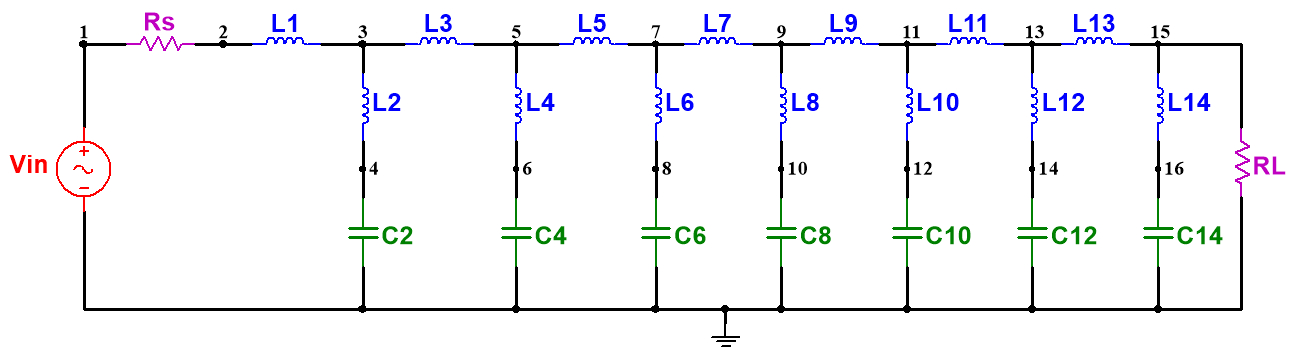 Rs L1 L3 L5 L7 L9 L11 L13
1 2 3 5 7 9 11 13 15
L2 L4 L6 L8 L10 L12 L14
+
Vin 4 6 8 10 12 14 16 RL
−
C2 C4 C6 C8 C10 C12 C14